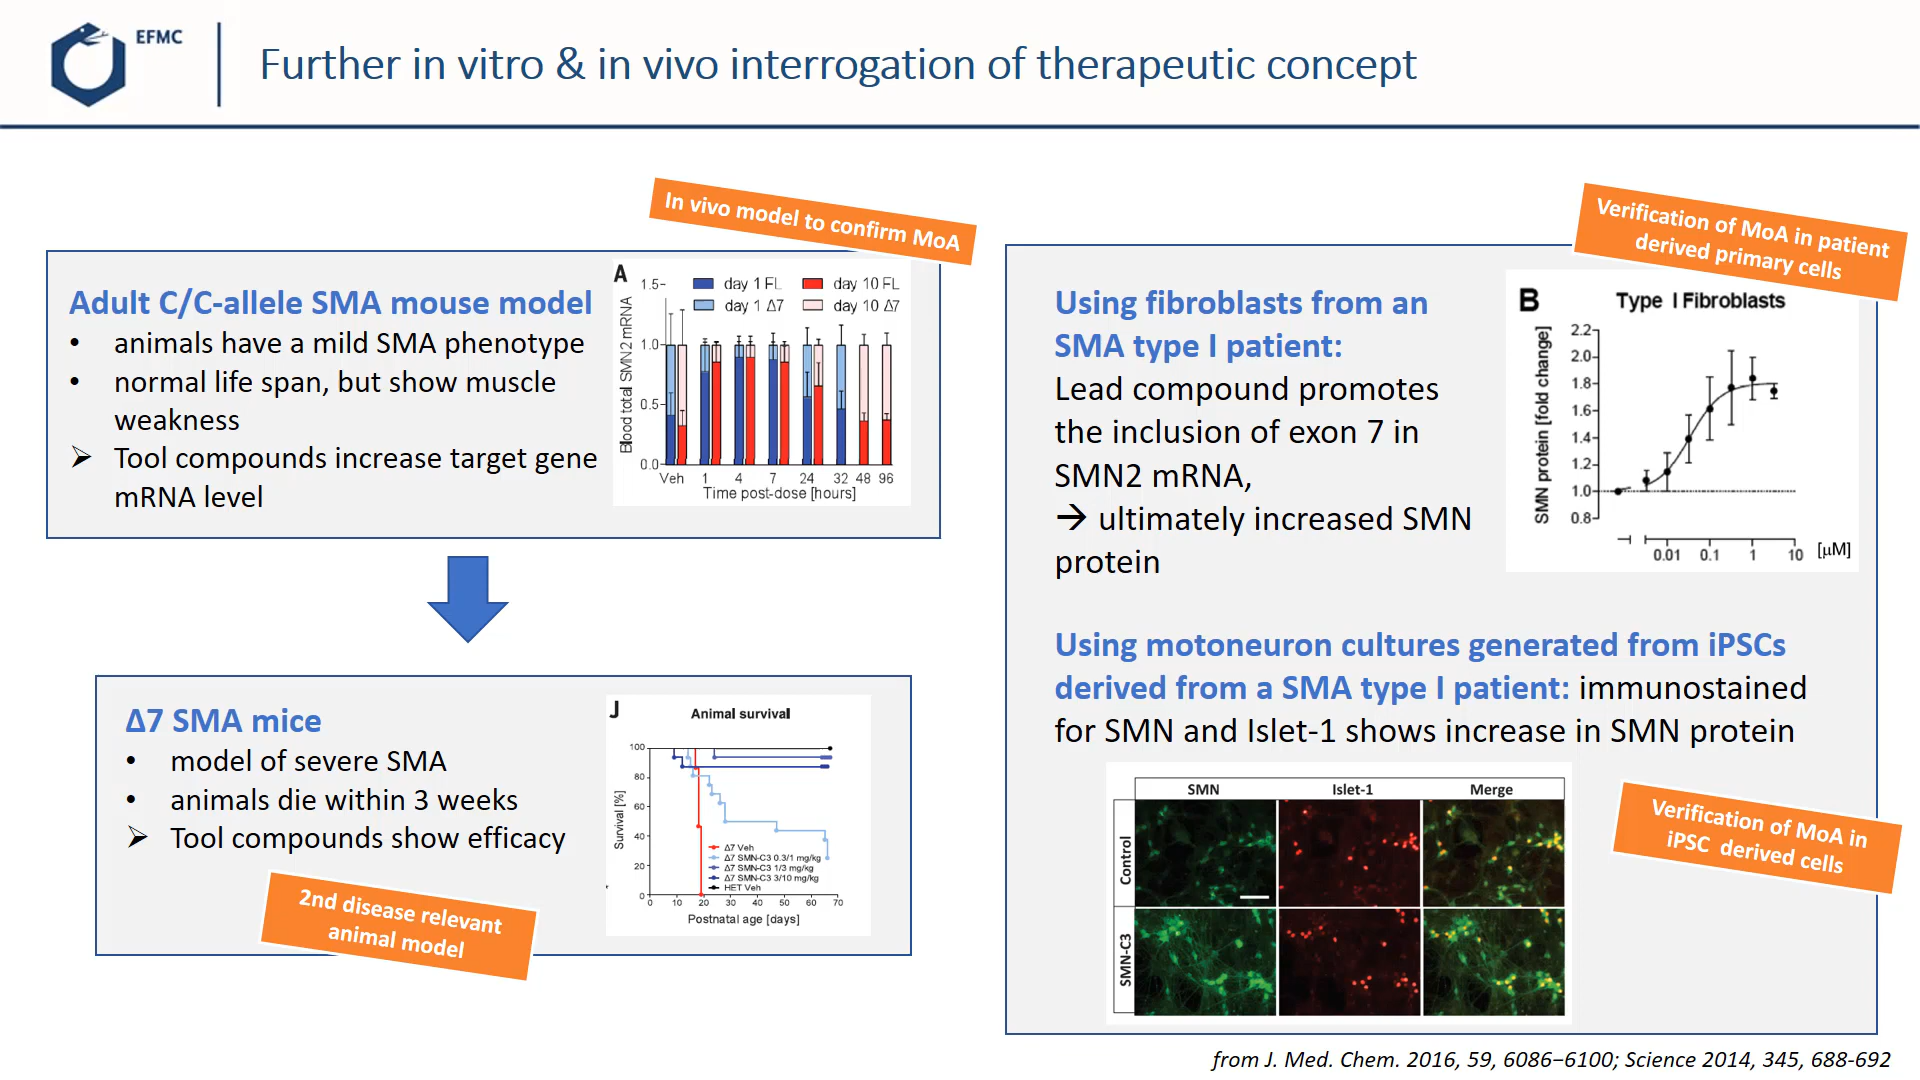 EFMC
Further in vitro & in vivo interrogation of therapeutic concept
In vivo model to confirm MoA
Adult C/C-allele SMA mouse model
• animals have a mild SMA phenotype
• normal life span, but show muscle
weakness
➢ Tool compounds increase target gene
mRNA level
A
Blood total SMN2 mRNA
day 1 FL
day 10 FL
day 1 Δ7
day 10 Δ7
1.5
1.0
0.5
0.0
Veh 1 4 7 24 32 48 96
Time post-dose [hours]
Δ7 SMA mice
• model of severe SMA
• animals die within 3 weeks
➢ Tool compounds show efficacy
2nd disease relevant
animal model
J
Animal survival
Survival [%]
100
80
60
40
20
0
Δ7 Veh
Δ7 SMN-C3 0.3/1 mg/kg
Δ7 SMN-C3 1/3 mg/kg
Δ7 SMN-C3 3/10 mg/kg
HET Veh
0 10 20 30 40 50 60 70
Postnatal age [days]
Verification of MoA in patient
derived primary cells
Using fibroblasts from an
SMA type I patient:
Lead compound promotes
the inclusion of exon 7 in
SMN2 mRNA,
→ ultimately increased SMN
protein
B
Type I Fibroblasts
SMN protein [fold change]
2.2
2.0
1.8
1.6
1.4
1.2
1.0
0.8
0.01 0.1 1 10 [µM]
Using motoneuron cultures generated from iPSCs
derived from a SMA type I patient: immunostained
for SMN and Islet-1 shows increase in SMN protein
SMN Islet-1 Merge
Control
SMN-C3
Verification of MoA in
iPSC derived cells
from J. Med. Chem. 2016, 59, 6086−6100; Science 2014, 345, 688-692